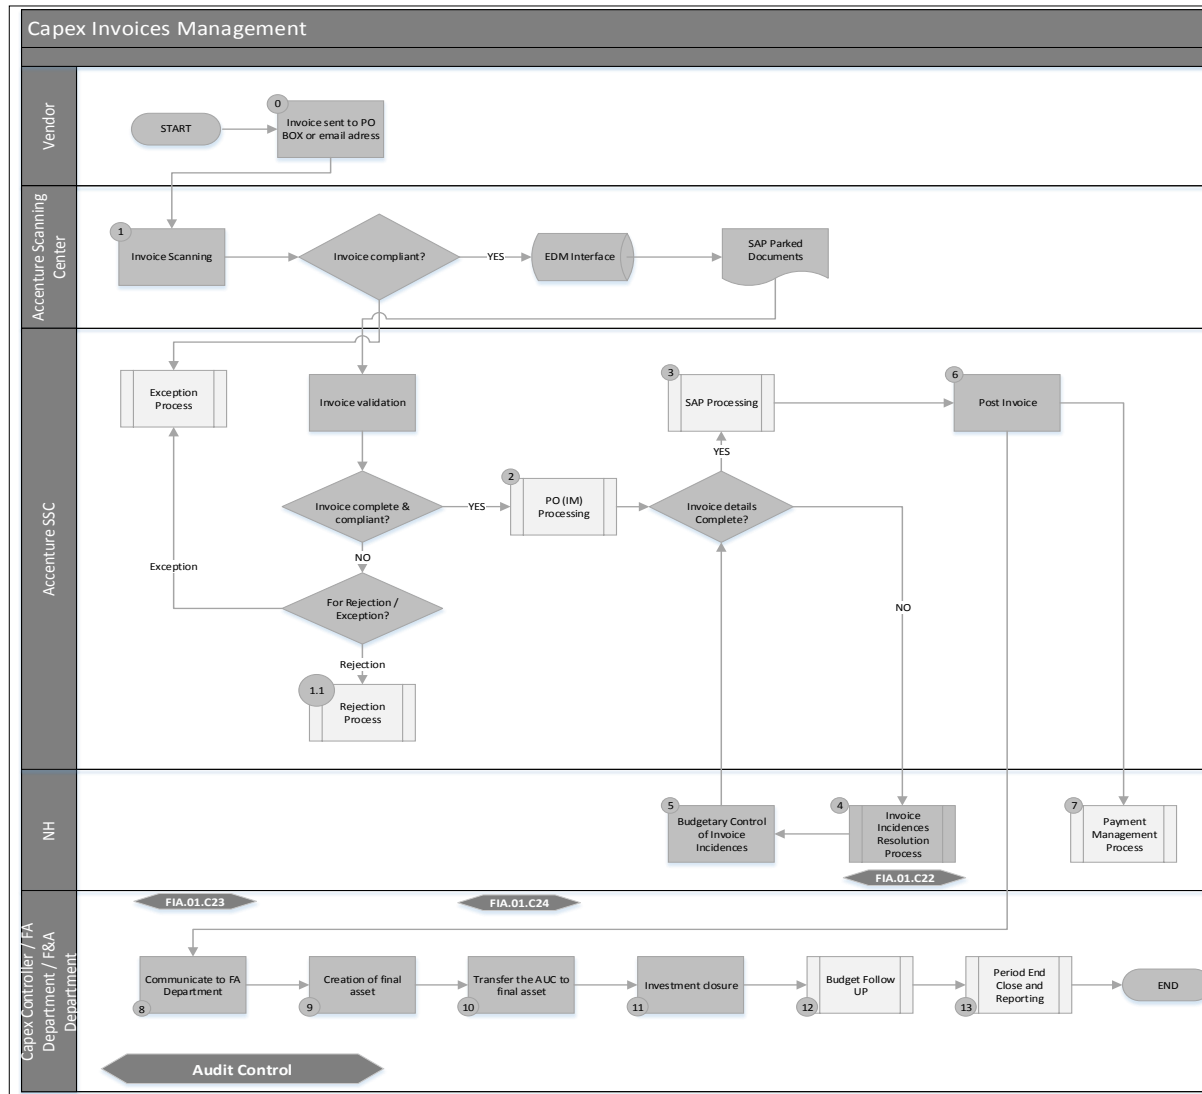 Capex Invoices Management
Vendor
START
0
Invoice sent to PO
BOX or email adress
Accenture Scanning
Center
1
Invoice Scanning
Invoice compliant?
YES
EDM Interface
SAP Parked
Documents
Accenture SSC
Exception
Process
Invoice validation
3
SAP Processing
6
Post Invoice
YES
Invoice complete &
compliant?
YES
2
PO (IM)
Processing
Invoice details
Complete?
NO
Exception
For Rejection /
Exception?
NO
Rejection
1.1
Rejection
Process
NH
5
Budgetary Control
of Invoice
Incidences
4
Invoice
Incidences
Resolution
Process
7
Payment
Management
Process
FIA.01.C22
Capex Controller / FA
Department / F&A
Department
FIA.01.C23
FIA.01.C24
Communicate to FA
Department
8
Creation of final
asset
9
Transfer the AUC to
final asset
10
Investment closure
11
Budget Follow
UP
12
Period End
Close and
Reporting
13
END
Audit Control